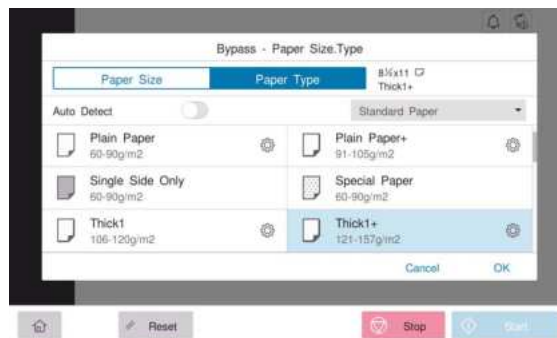 Bypass - Paper Size.Type
Paper Size
Paper Type
8½x11
Thick1+
Auto Detect
Standard Paper
Plain Paper
60-90g/m2
Plain Paper+
91-105g/m2
Single Side Only
60-90g/m2
Special Paper
60-90g/m2
Thick1
106-120g/m2
Thick1+
121-157g/m2
Cancel
OK
Reset
Stop
Start